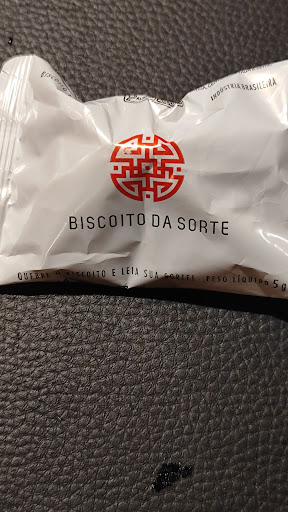 INDÚSTRIA BRASILEIRA
BISCOITO DA SORTE
QUEBRE O BISCOITO E LEIA SUA SORTE! PESO LÍQUIDO 5g